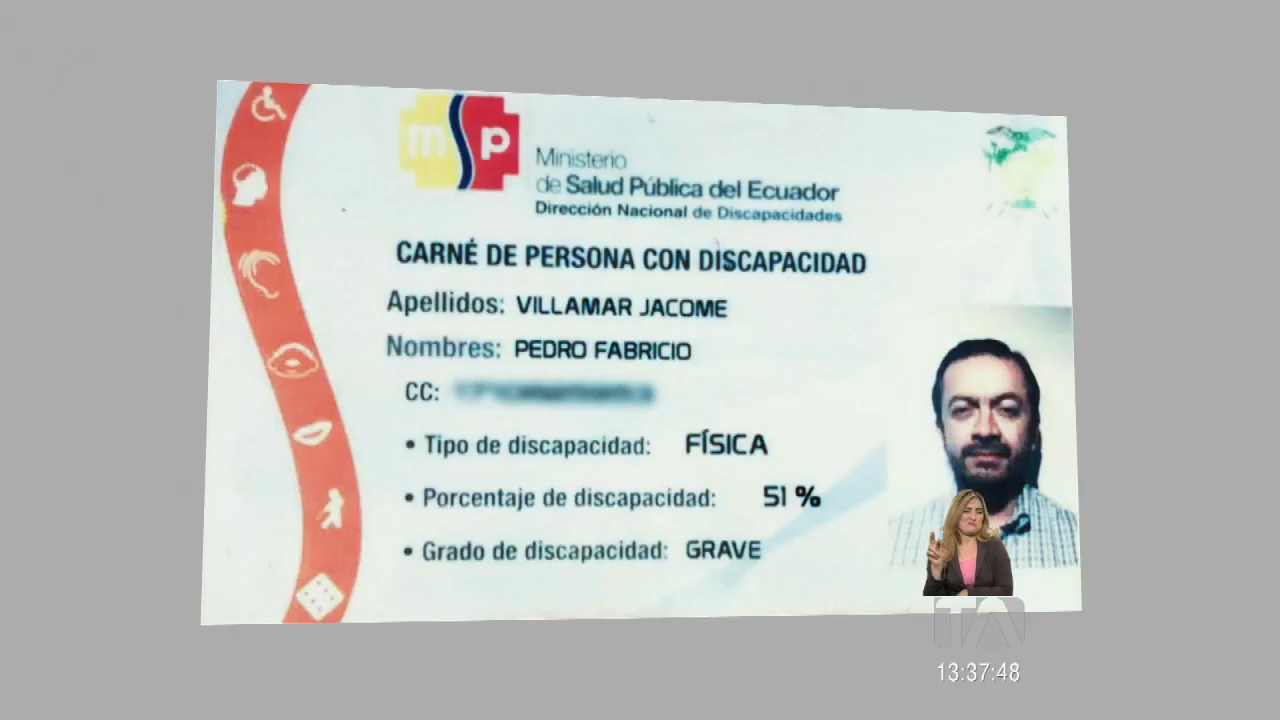 msp
Ministerio
de Salud Pública del Ecuador
Dirección Nacional de Discapacidades
CARNÉ DE PERSONA CON DISCAPACIDAD
Apellidos: VILLAMAR JACOME
Nombres: PEDRO FABRICIO
CC:
• Tipo de discapacidad: FÍSICA
• Porcentaje de discapacidad: 51 %
• Grado de discapacidad: GRAVE
TA
13:37:48